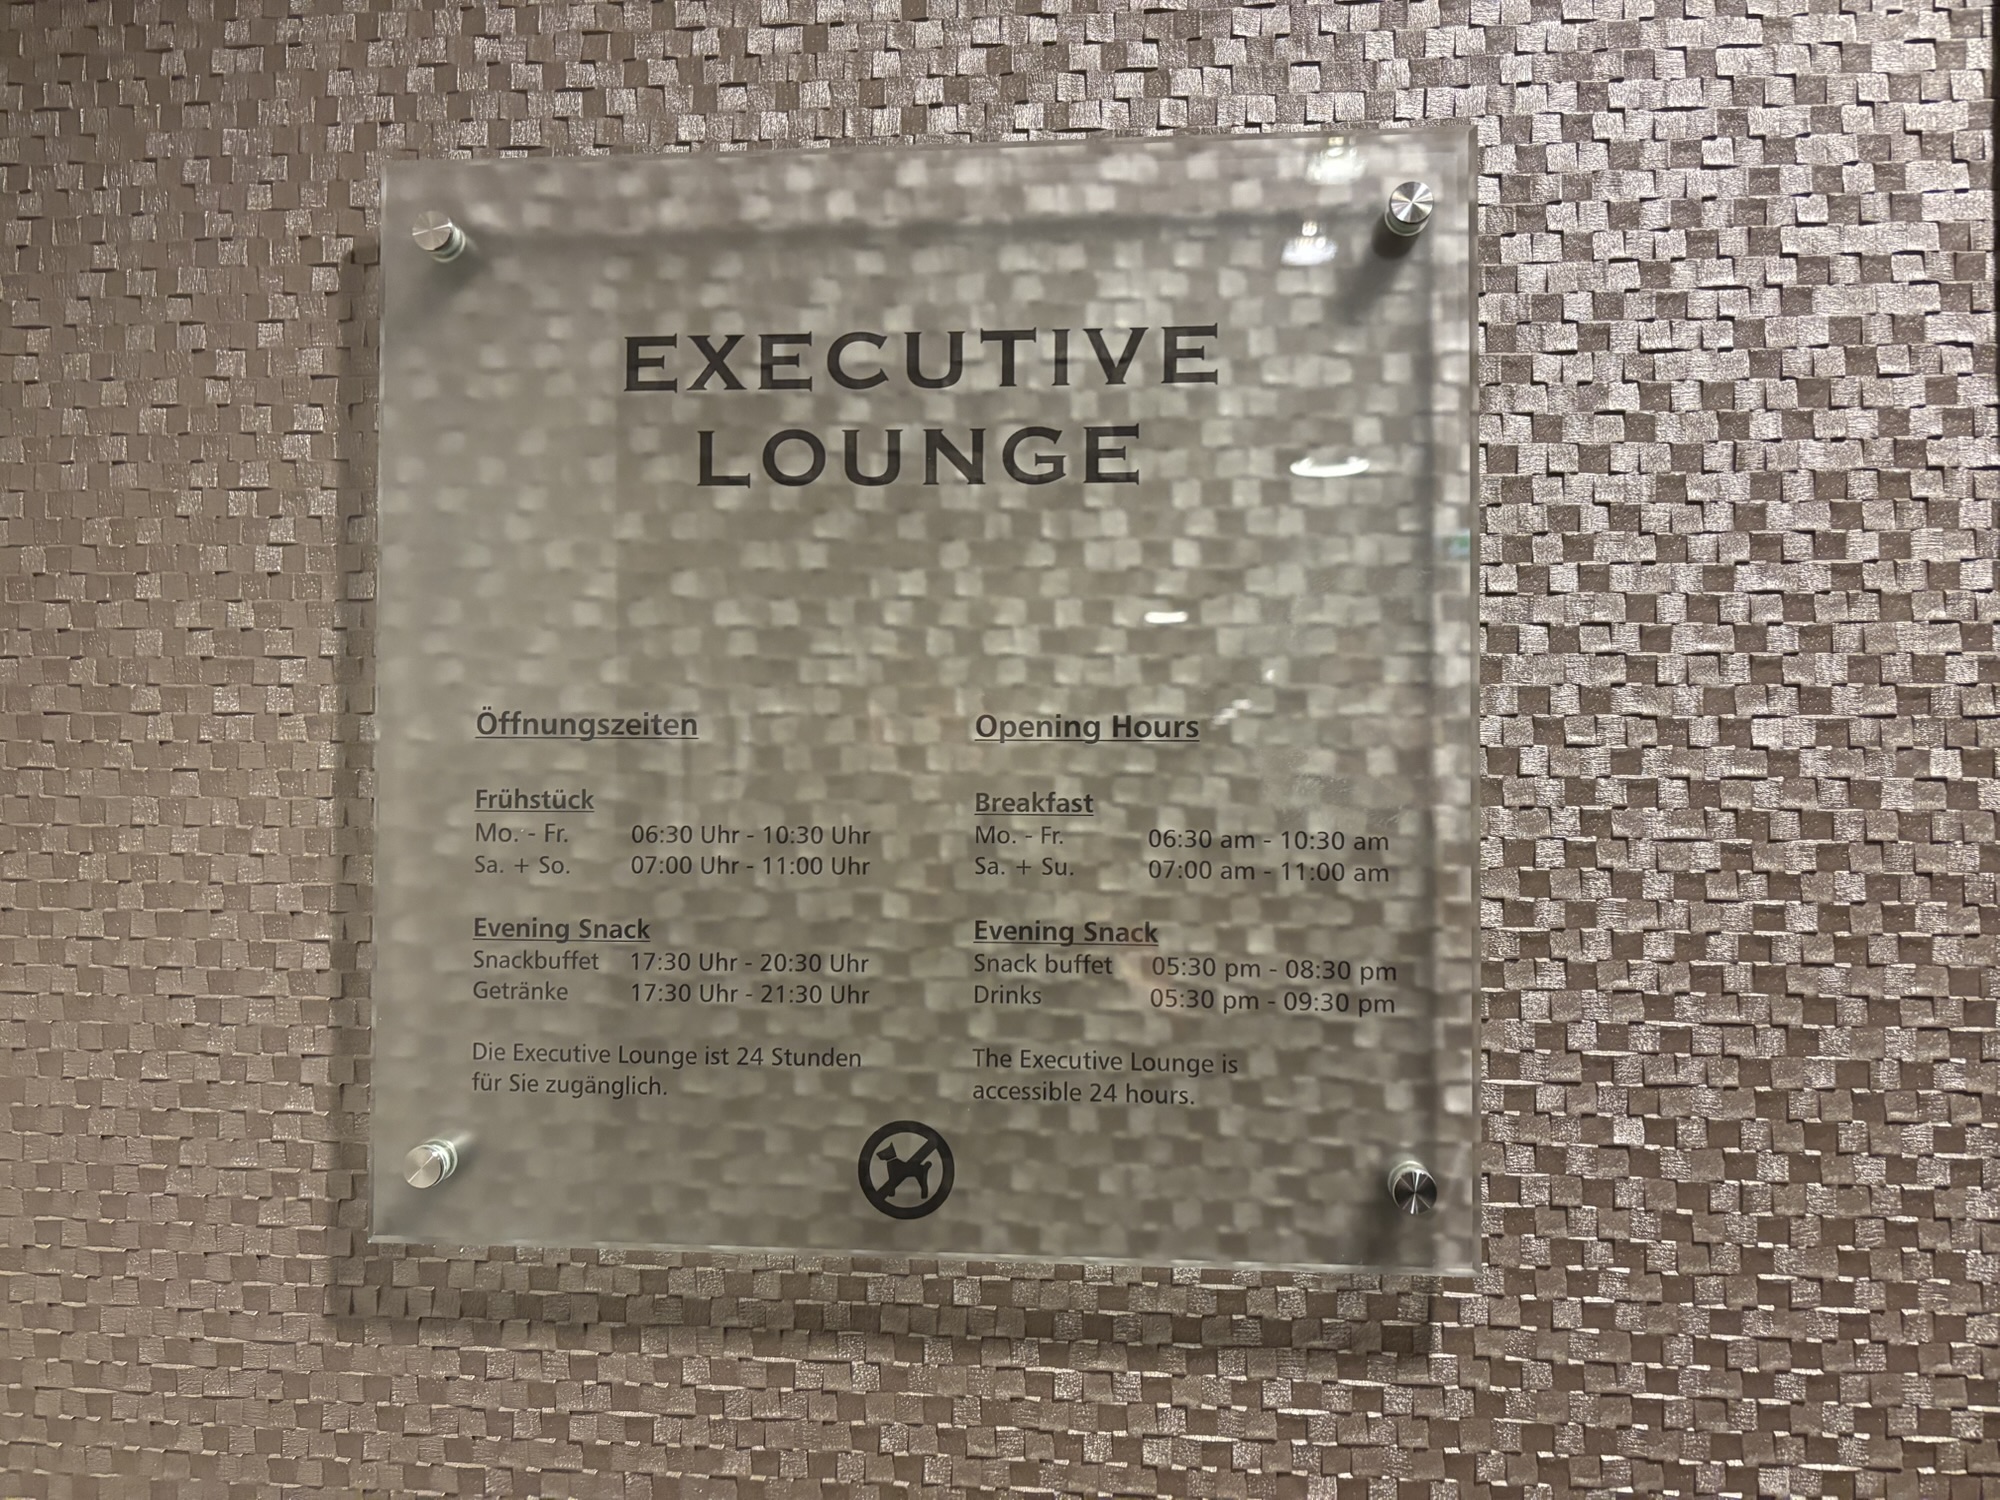 EXECUTIVE
LOUNGE
Öffnungszeiten
Frühstück
Mo. - Fr. 06:30 Uhr - 10:30 Uhr
Sa. + So. 07:00 Uhr - 11:00 Uhr
Evening Snack
Snackbuffet 17:30 Uhr - 20:30 Uhr
Getränke 17:30 Uhr - 21:30 Uhr
Die Executive Lounge ist 24 Stunden
für Sie zugänglich.
Opening Hours
Breakfast
Mo. - Fr. 06:30 am - 10:30 am
Sa. + Su. 07:00 am - 11:00 am
Evening Snack
Snack buffet 05:30 pm - 08:30 pm
Drinks 05:30 pm - 09:30 pm
The Executive Lounge is
accessible 24 hours.